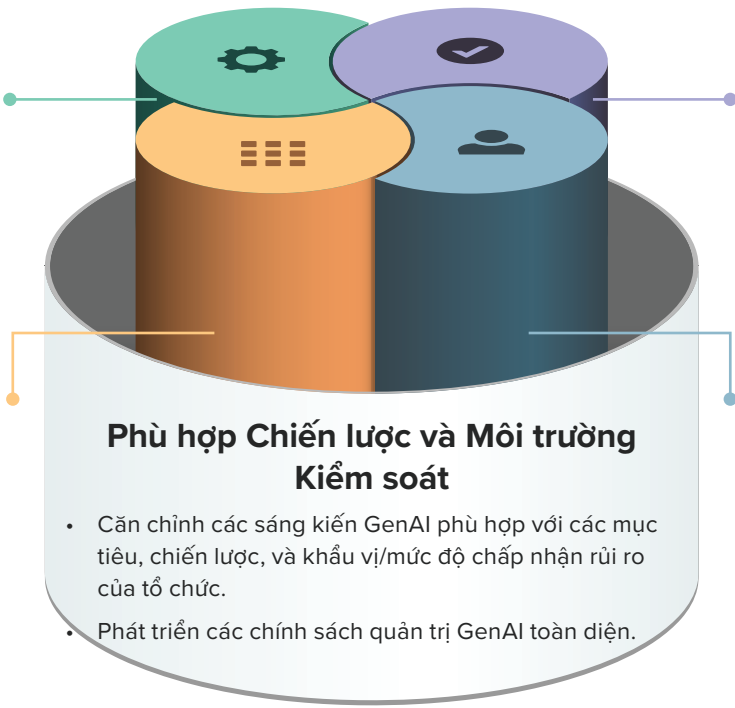 Phù hợp Chiến lược và Môi trường
Kiểm soát
• Căn chỉnh các sáng kiến GenAI phù hợp với các mục
tiêu, chiến lược, và khẩu vị/mức độ chấp nhận rủi ro
của tổ chức.
• Phát triển các chính sách quản trị GenAI toàn diện.